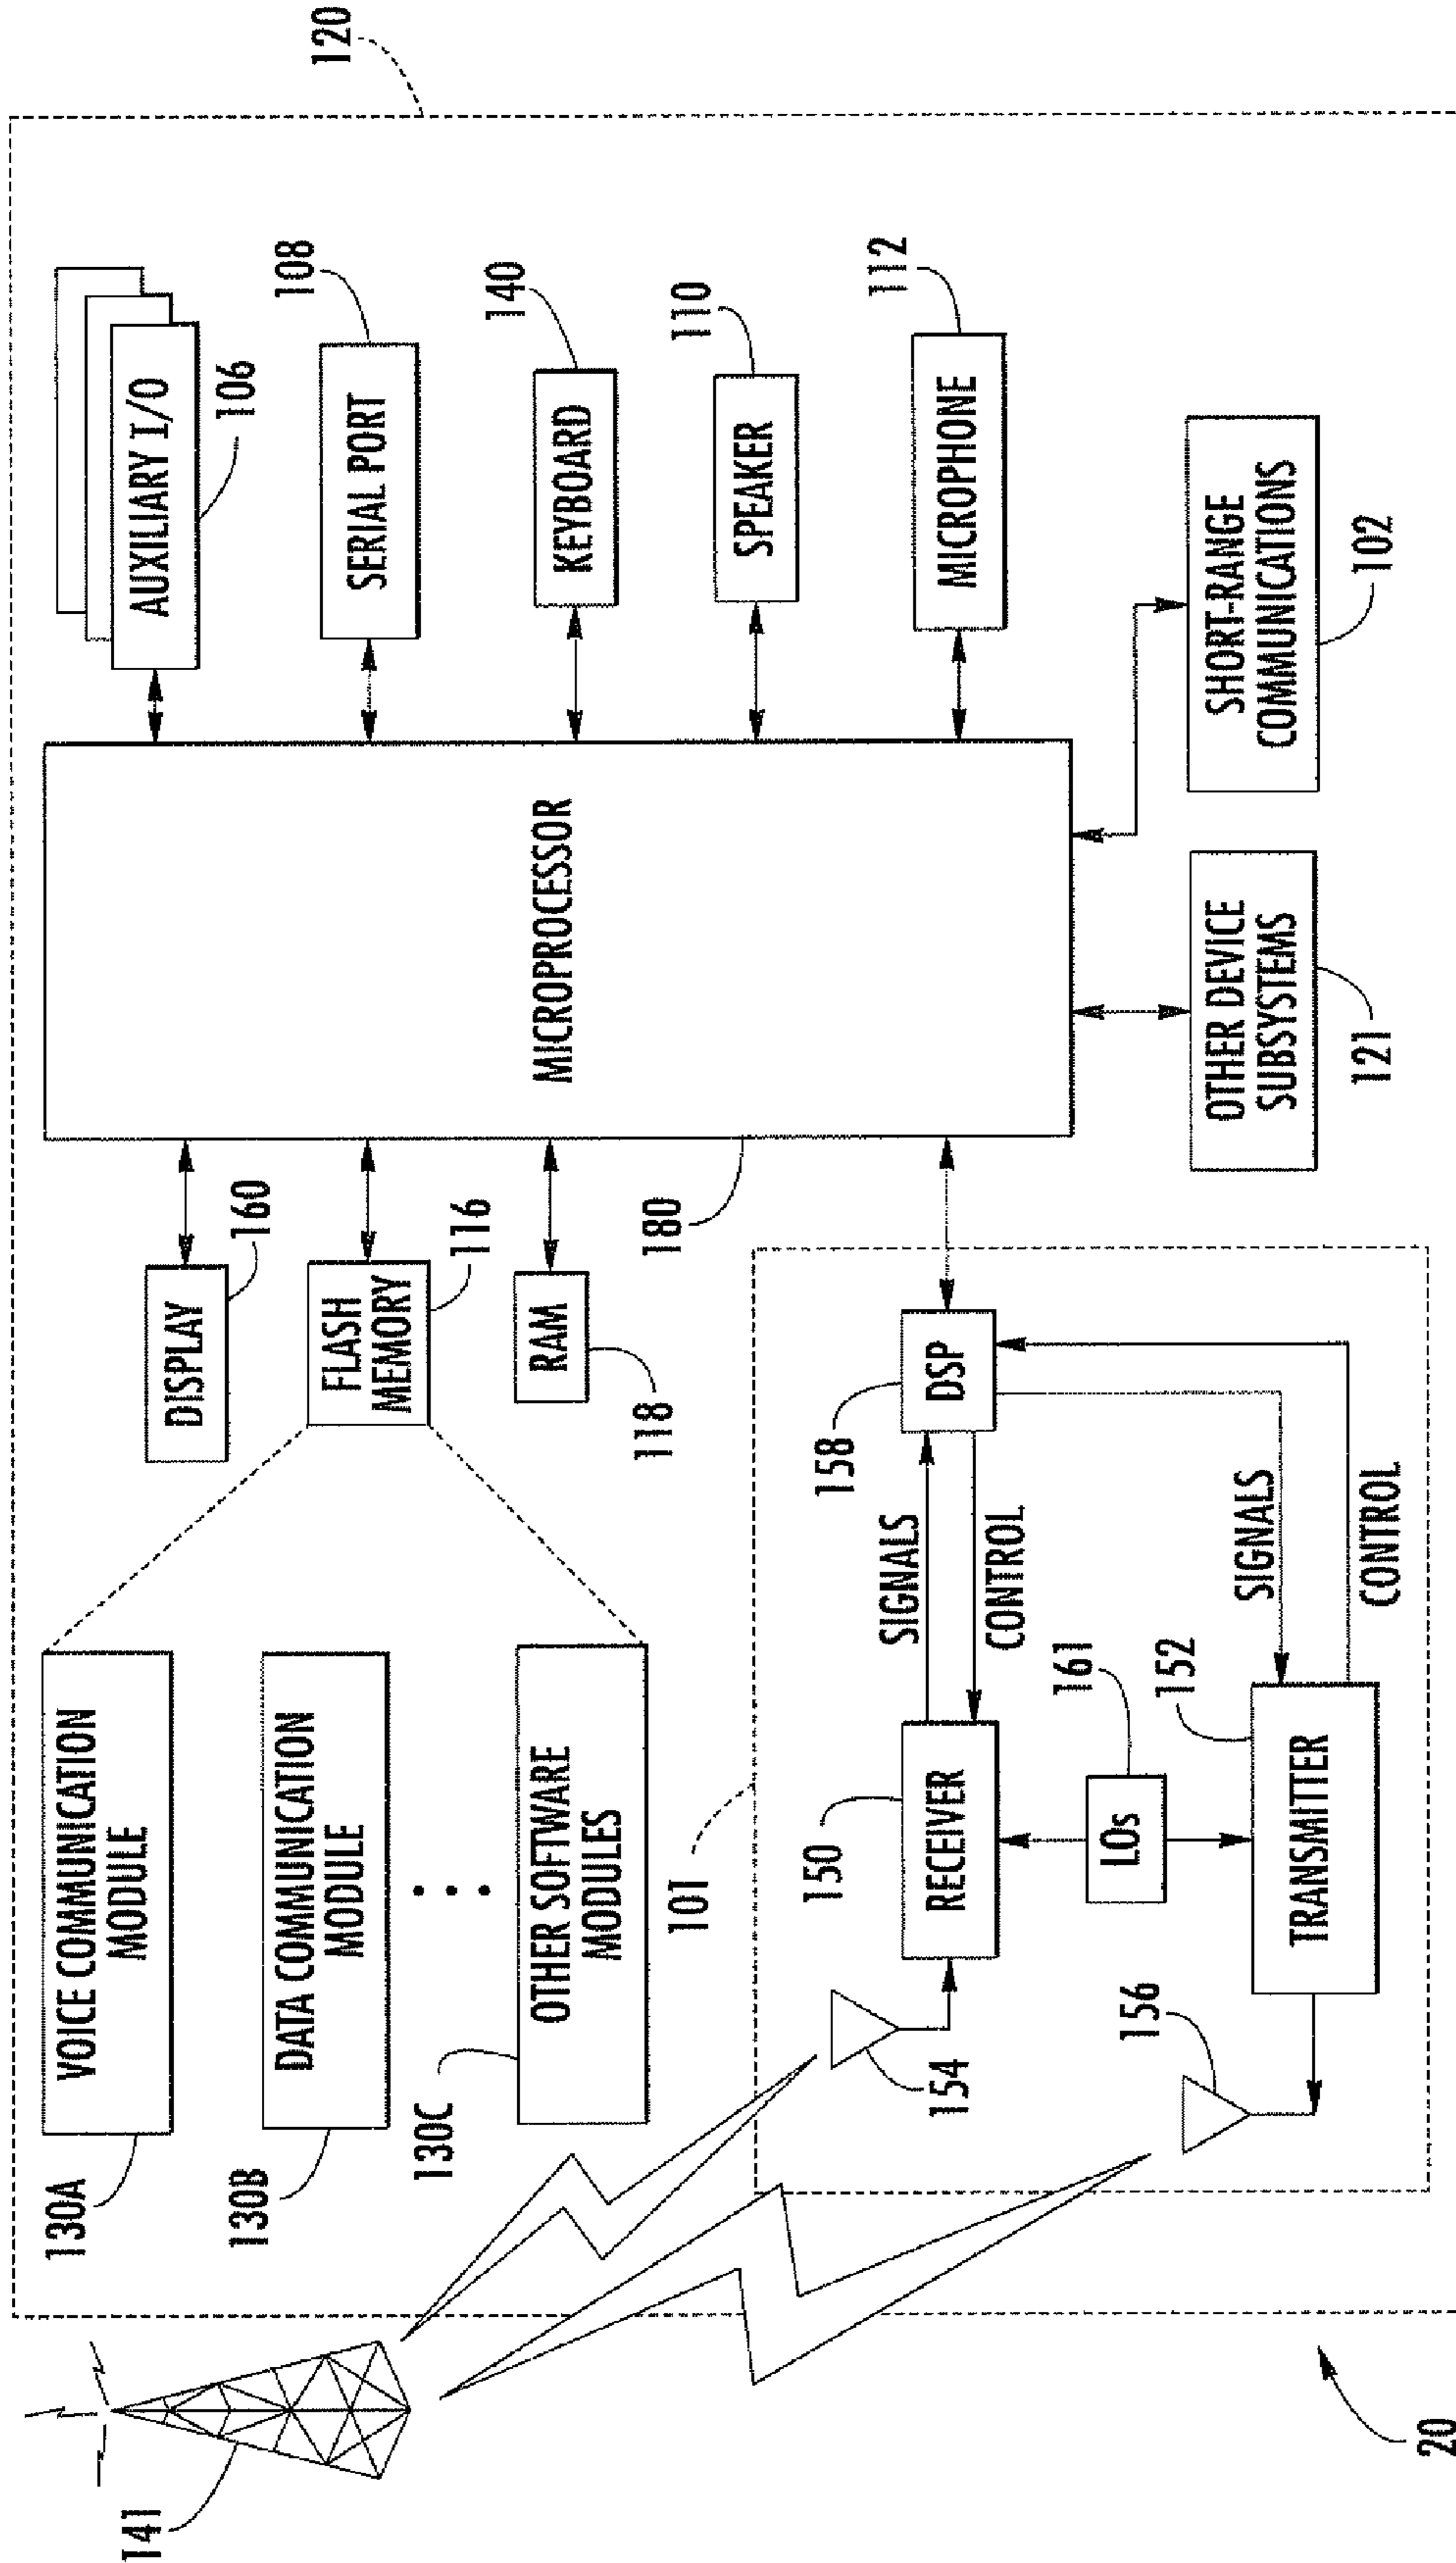 120
AUXILIARY I/O
106
SERIAL PORT
108
KEYBOARD
140
SPEAKER
110
MICROPHONE
112
SHORT-RANGE
COMMUNICATIONS
102
MICROPROCESSOR
180
OTHER DEVICE
SUBSYSTEMS
121
DISPLAY
160
FLASH
MEMORY
116
RAM
118
VOICE COMMUNICATION
MODULE
130A
DATA COMMUNICATION
MODULE
130B
OTHER SOFTWARE
MODULES
130C
101
DSP
158
SIGNALS
CONTROL
SIGNALS
CONTROL
RECEIVER
150
LOs
161
TRANSMITTER
152
154
156
141
20